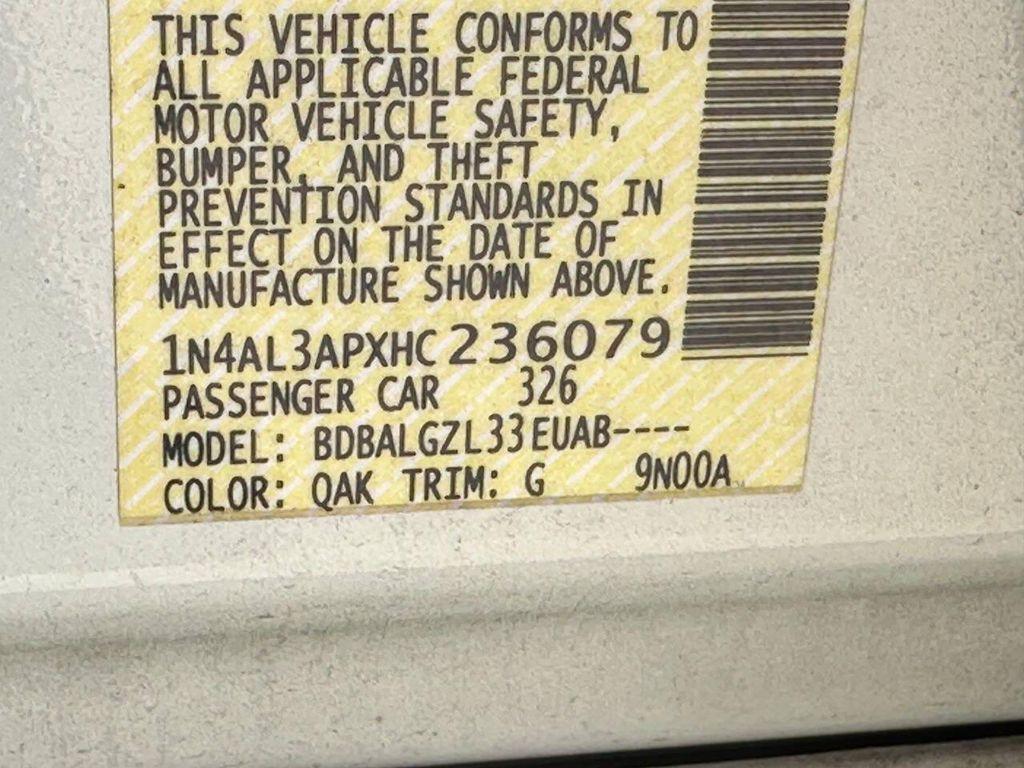 THIS VEHICLE CONFORMS TO
ALL APPLICABLE FEDERAL
MOTOR VEHICLE SAFETY,
BUMPER, AND THEFT
PREVENTION STANDARDS IN
EFFECT ON THE DATE OF
MANUFACTURE SHOWN ABOVE.
1N4AL3APXHC236079
PASSENGER CAR 326
MODEL: BDBALGZL33EUAB----
COLOR: QAK TRIM: G 9N00A